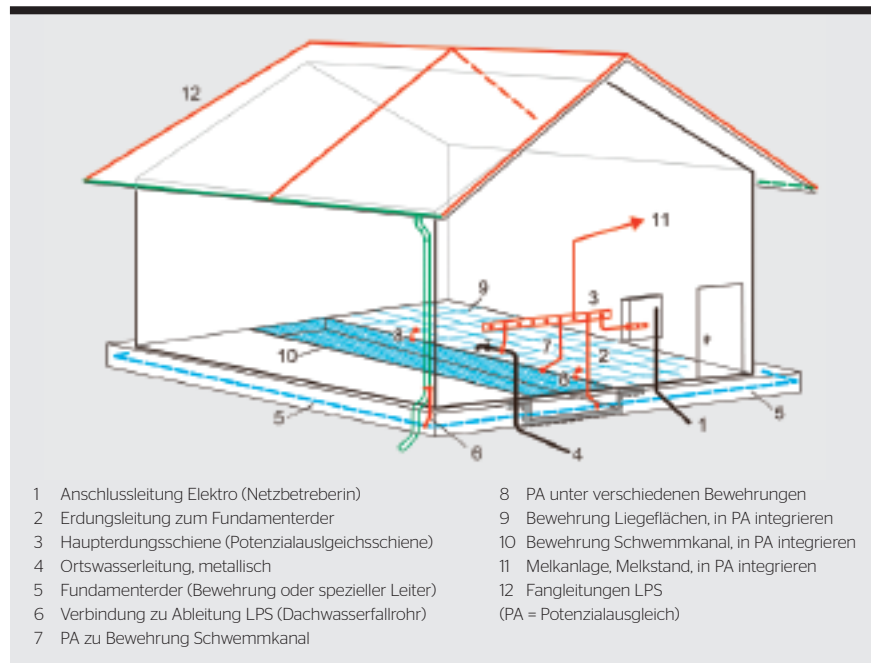 12
11
9
3
8
7
10
8
2
5
5
1
6
4
1 Anschlussleitung Elektro (Netzbetreberin)
2 Erdungsleitung zum Fundamenterder
3 Haupterdungsschiene (Potenzialauslgeichsschiene)
4 Ortswasserleitung, metallisch
5 Fundamenterder (Bewehrung oder spezieller Leiter)
6 Verbindung zu Ableitung LPS (Dachwasserfallrohr)
7 PA zu Bewehrung Schwemmkanal
8 PA unter verschiedenen Bewehrungen
9 Bewehrung Liegeflächen, in PA integrieren
10 Bewehrung Schwemmkanal, in PA integrieren
11 Melkanlage, Melkstand, in PA integrieren
12 Fangleitungen LPS
(PA = Potenzialausgleich)